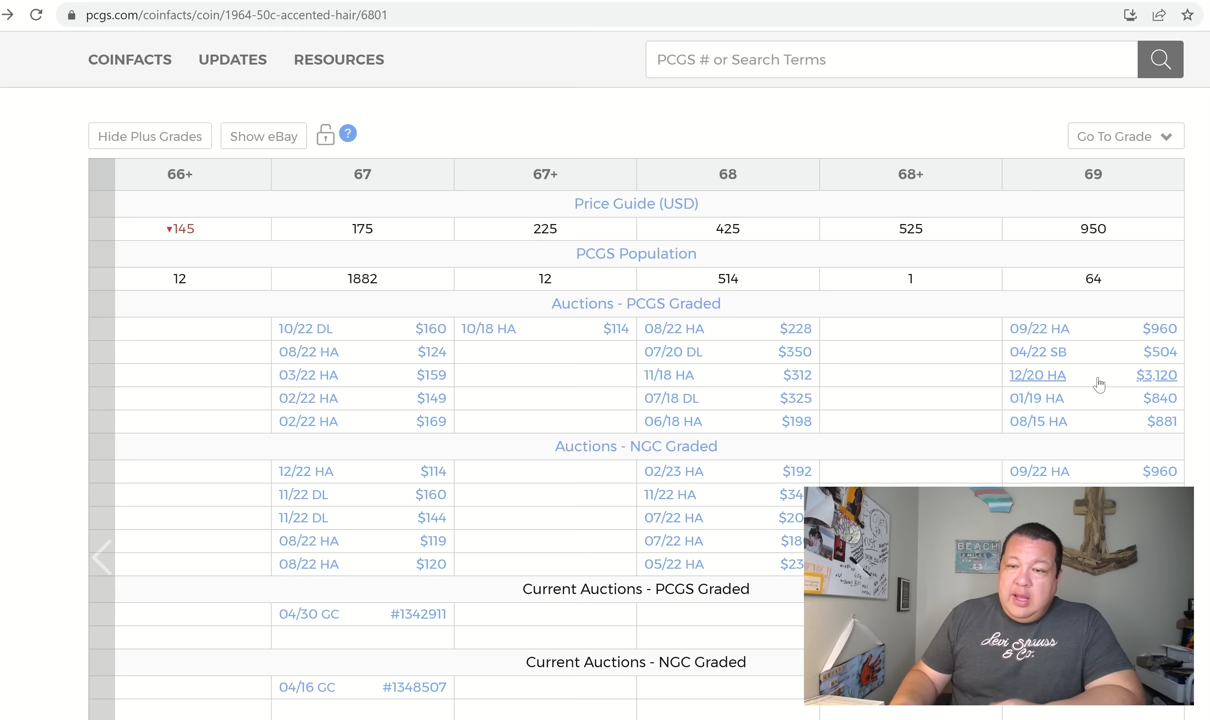 pcgs.com/coinfacts/coin/1964-50c-accented-hair/6801
COINFACTS UPDATES RESOURCES PCGS # or Search Terms
Hide Plus Grades Show eBay ? Go To Grade
66+ 67 67+ 68 68+ 69
Price Guide (USD)
▼145 175 225 425 525 950
PCGS Population
12 1882 12 514 1 64
Auctions - PCGS Graded
10/22 DL $160 10/18 HA $114 08/22 HA $228 09/22 HA $960
08/22 HA $124 07/20 DL $350 04/22 SB $504
03/22 HA $159 11/18 HA $312 12/20 HA $3,120
02/22 HA $149 07/18 DL $325 01/19 HA $840
02/22 HA $169 06/18 HA $198 08/15 HA $881
Auctions - NGC Graded
12/22 HA $114 02/23 HA $192 09/22 HA $960
11/22 DL $160 11/22 HA $34
11/22 DL $144 07/22 HA $20
08/22 HA $119 07/22 HA $18
08/22 HA $120 05/22 HA $23
Current Auctions - PCGS Graded
04/30 GC #1342911
Current Auctions - NGC Graded
04/16 GC #1348507
BEACH
Levi Strauss
& Co.